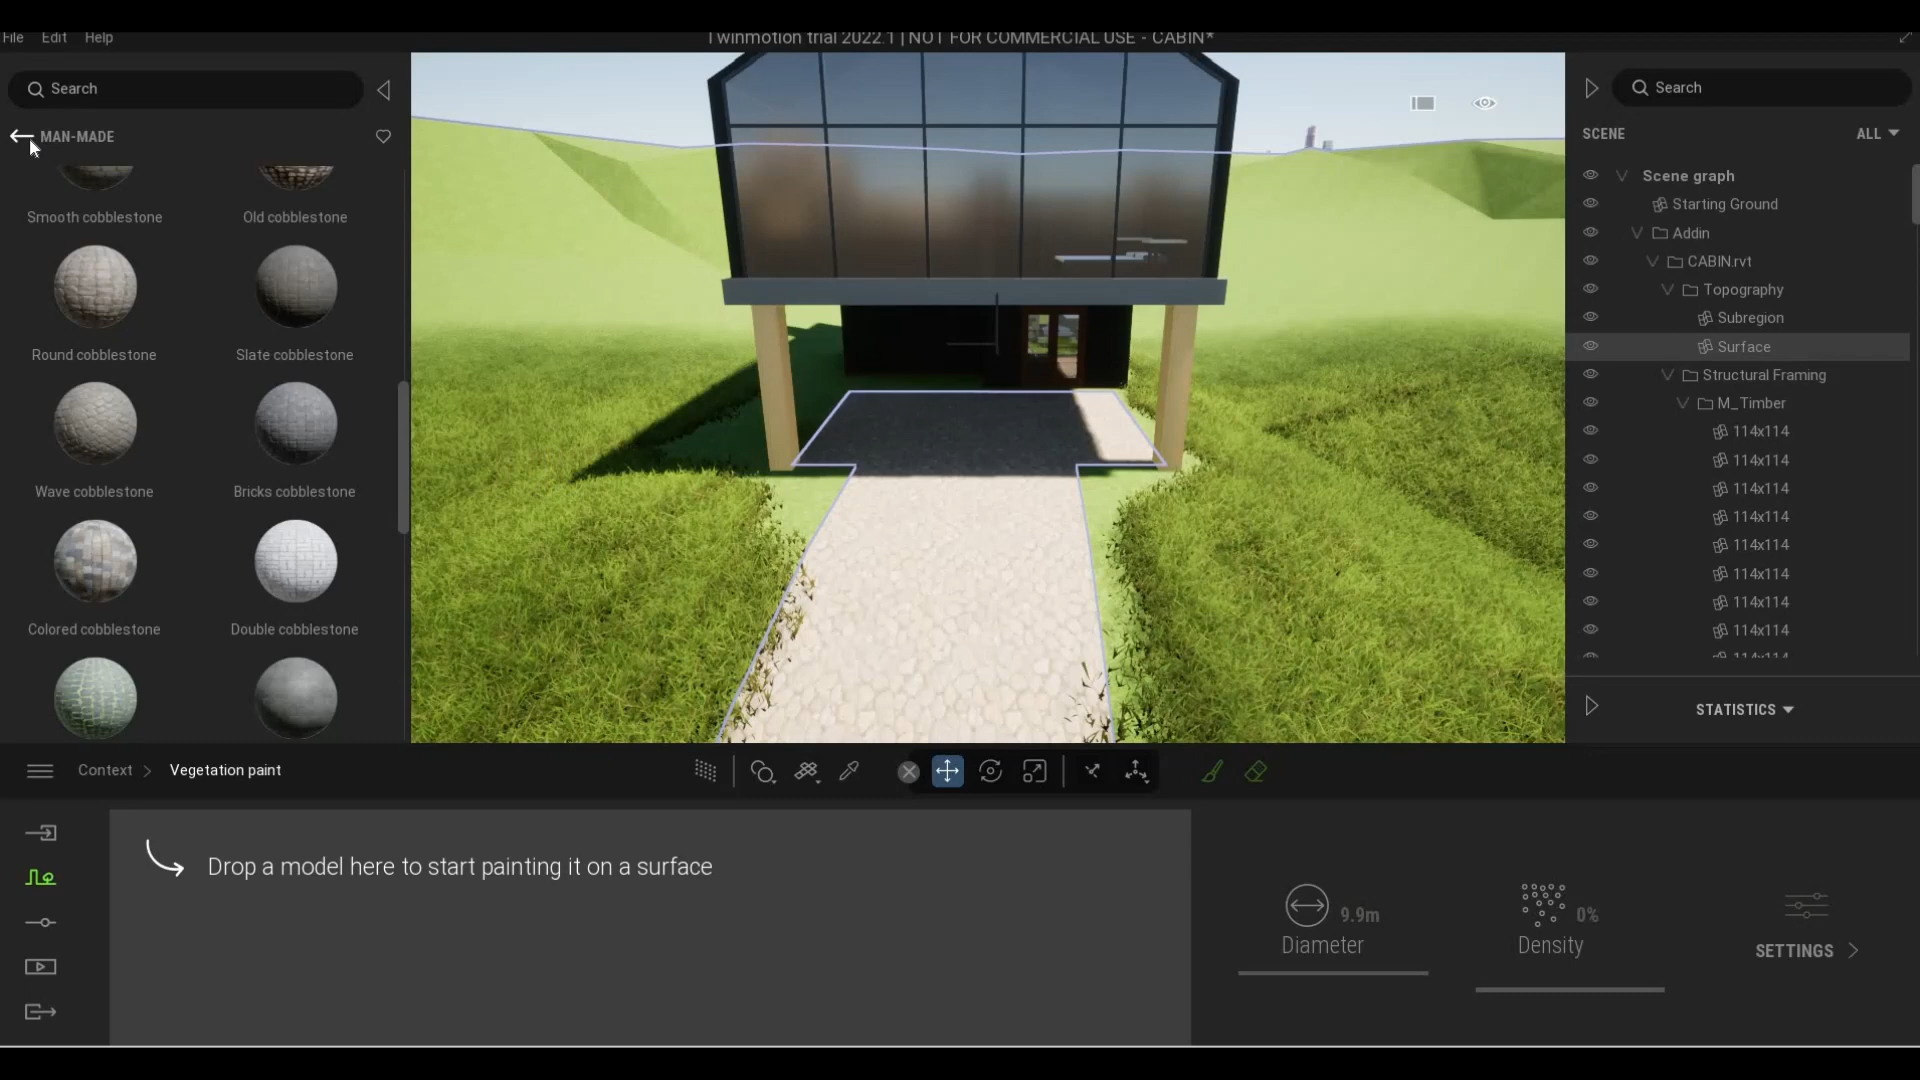 File Edit Help
Twinmotion trial 2022.1 | NOT FOR COMMERCIAL USE - CABIN*
Search
MAN-MADE
Smooth cobblestone
Old cobblestone
Round cobblestone
Slate cobblestone
Wave cobblestone
Bricks cobblestone
Colored cobblestone
Double cobblestone
Search
SCENE
ALL
Scene graph
Starting Ground
Addin
CABIN.rvt
Topography
Subregion
Surface
Structural Framing
M_Timber
114x114
114x114
114x114
114x114
114x114
114x114
114x114
114x114
114x114
STATISTICS
Context > Vegetation paint
Drop a model here to start painting it on a surface
9.9m
Diameter
0%
Density
SETTINGS